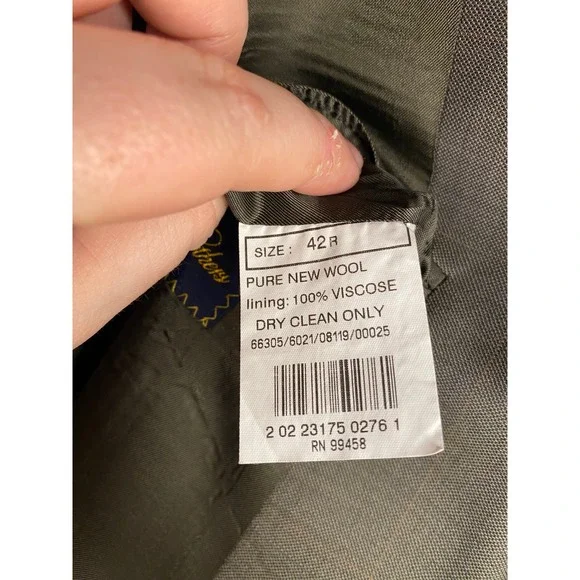 SIZE: 42R
PURE NEW WOOL
lining: 100% VISCOSE
DRY CLEAN ONLY
66305/6021/08119/00025
2 02 23175 0276 1
RN 99458